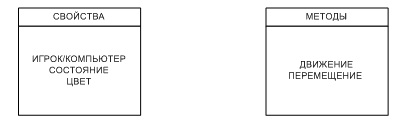 СВОЙСТВА
ИГРОК/КОМПЬЮТЕР
СОСТОЯНИЕ
ЦВЕТ
МЕТОДЫ
ДВИЖЕНИЕ
ПЕРЕМЕЩЕНИЕ